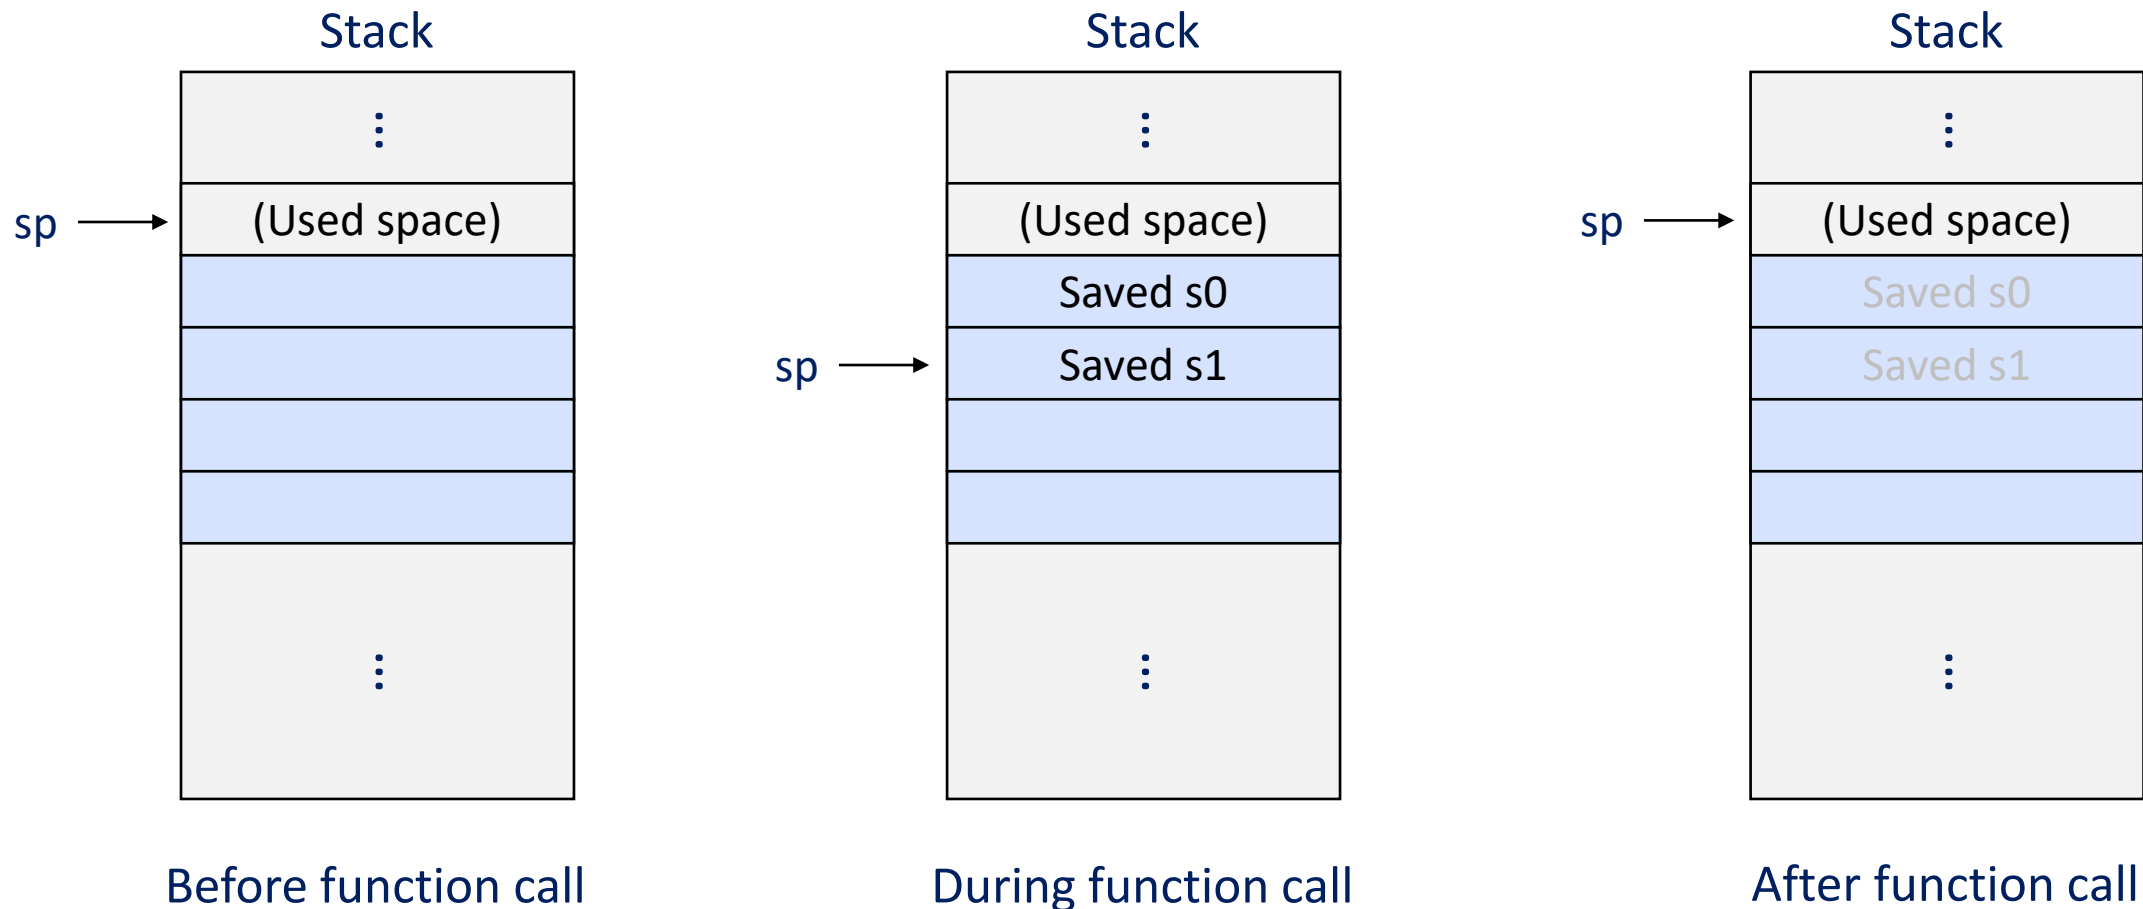 Stack
Stack
Stack
⋮
⋮
⋮
sp
(Used space)
(Used space)
sp
(Used space)
Saved s0
Saved s0
sp
Saved s1
Saved s1
⋮
⋮
⋮
Before function call
During function call
After function call